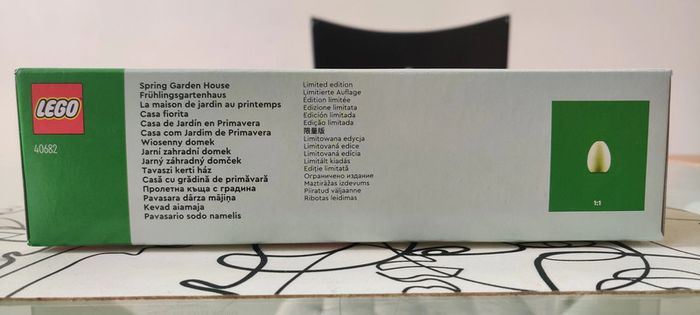 LEGO
40682
Spring Garden House
Frühlingsgartenhaus
La maison de jardin au printemps
Casa fiorita
Casa de Jardín en Primavera
Casa com Jardim de Primavera
Wiosenny domek
Jarní zahradní domek
Jarný záhradný domček
Tavaszi kerti ház
Casă cu grădină de primăvară
Пролетна къща с градина
Pavasara dārza mājiņa
Kevad aiamaja
Pavasario sodo namelis
Limited edition
Limitierte Auflage
Édition limitée
Edizione limitata
Edición limitada
Edição limitada
限量版
Limitowana edycja
Limitovaná edice
Limitovaná edícia
Limitált kiadás
Ediție limitată
Ограничено издание
Maztirāžas izdevums
Piiratud väljaanne
Ribotas leidimas
1:1